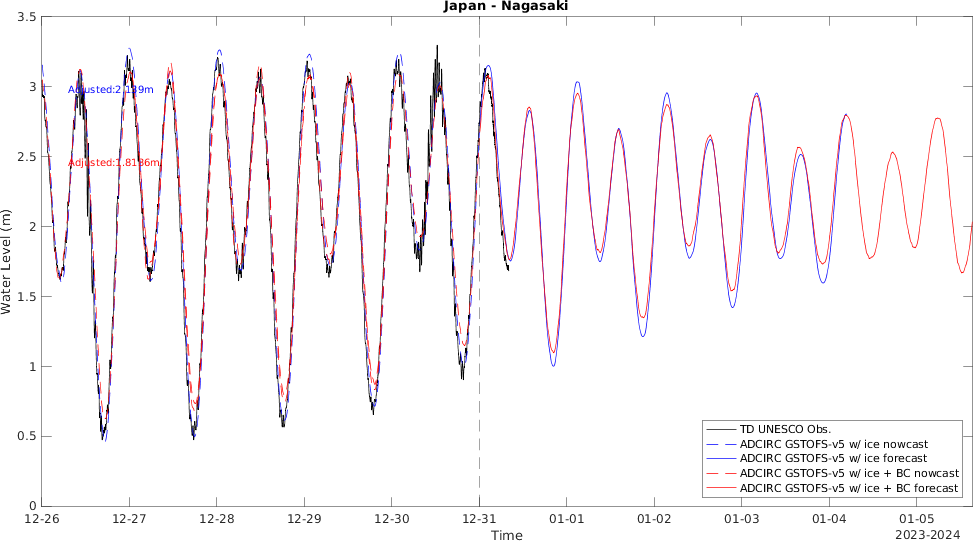 Japan - Nagasaki
3.5
3
2.5
2
1.5
1
0.5
0
Water Level (m)
Adjusted:2.139m
Adjusted:1.8136m
TD UNESCO Obs.
ADCIRC GSTOFS-v5 w/ ice nowcast
ADCIRC GSTOFS-v5 w/ ice forecast
ADCIRC GSTOFS-v5 w/ ice + BC nowcast
ADCIRC GSTOFS-v5 w/ ice + BC forecast
12-26 12-27 12-28 12-29 12-30 12-31 01-01 01-02 01-03 01-04 01-05
Time
2023-2024